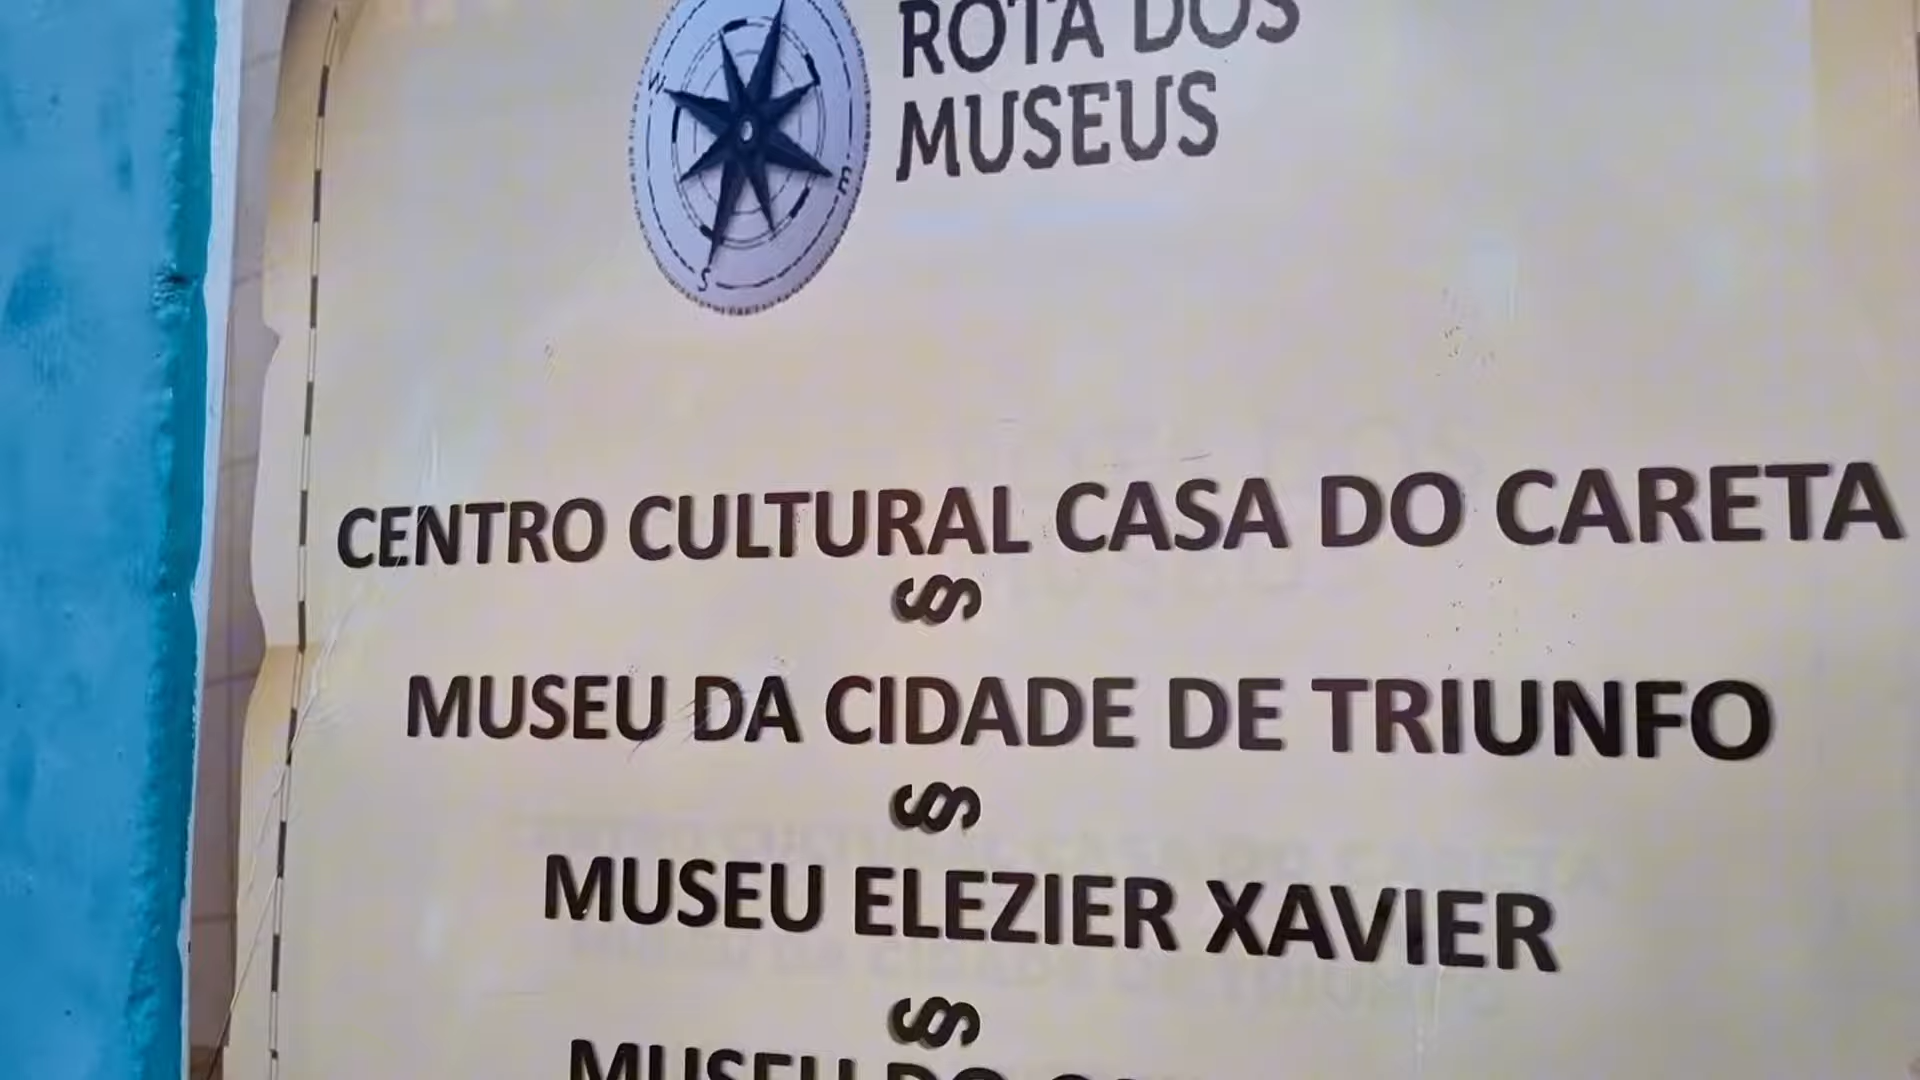 ROTA DOS
MUSEUS
W
E
S
CENTRO CULTURAL CASA DO CARETA
§
MUSEU DA CIDADE DE TRIUNFO
§
MUSEU ELEZIER XAVIER
§
MUSEU DO